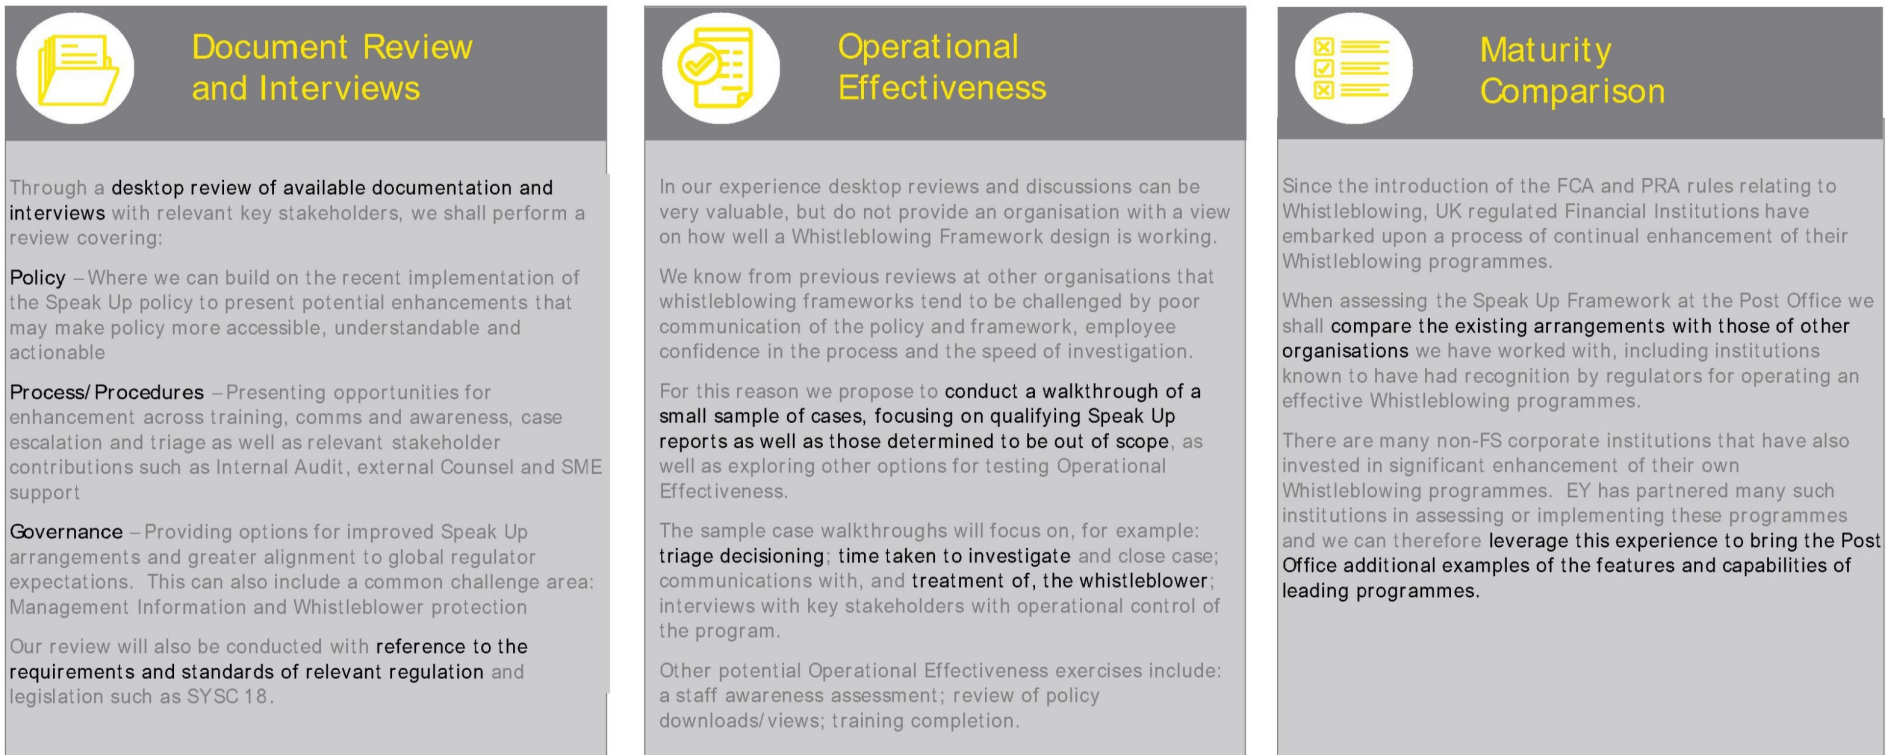 Document Review
and Interviews
Through a desktop review of available documentation and
interviews with relevant key stakeholders, we shall perform a
review covering:
Policy – Where we can build on the recent implementation of
the Speak Up policy to present potential enhancements that
may make policy more accessible, understandable and
actionable
Process/ Procedures – Presenting opportunities for
enhancement across training, comms and awareness, case
escalation and triage as well as relevant stakeholder
contributions such as Internal Audit, external Counsel and SME
support
Governance – Providing options for improved Speak Up
arrangements and greater alignment to global regulator
expectations. This can also include a common challenge area:
Management Information and Whistleblower protection
Our review will also be conducted with reference to the
requirements and standards of relevant regulation and
legislation such as SYSC 18.
Operational
Effectiveness
In our experience desktop reviews and discussions can be
very valuable, but do not provide an organisation with a view
on how well a Whistleblowing Framework design is working.
We know from previous reviews at other organisations that
whistleblowing frameworks tend to be challenged by poor
communication of the policy and framework, employee
confidence in the process and the speed of investigation.
For this reason we propose to conduct a walkthrough of a
small sample of cases, focusing on qualifying Speak Up
reports as well as those determined to be out of scope, as
well as exploring other options for testing Operational
Effectiveness.
The sample case walkthroughs will focus on, for example:
triage decisioning; time taken to investigate and close case;
communications with, and treatment of, the whistleblower;
interviews with key stakeholders with operational control of
the program.
Other potential Operational Effectiveness exercises include:
a staff awareness assessment; review of policy
downloads/ views; training completion.
Maturity
Comparison
Since the introduction of the FCA and PRA rules relating to
Whistleblowing, UK regulated Financial Institutions have
embarked upon a process of continual enhancement of their
Whistleblowing programmes.
When assessing the Speak Up Framework at the Post Office we
shall compare the existing arrangements with those of other
organisations we have worked with, including institutions
known to have had recognition by regulators for operating an
effective Whistleblowing programmes.
There are many non-FS corporate institutions that have also
invested in significant enhancement of their own
Whistleblowing programmes. EY has partnered many such
institutions in assessing or implementing these programmes
and we can therefore leverage this experience to bring the Post
Office additional examples of the features and capabilities of
leading programmes.